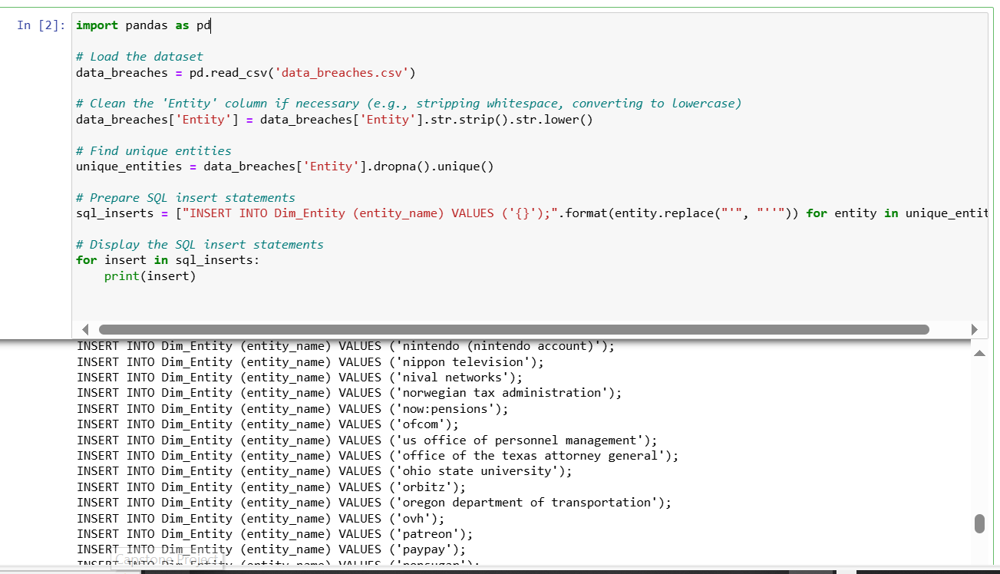 In [2]: import pandas as pd
# Load the dataset
data_breaches = pd.read_csv('data_breaches.csv')
# Clean the 'Entity' column if necessary (e.g., stripping whitespace, converting to lowercase)
data_breaches['Entity'] = data_breaches['Entity'].str.strip().str.lower()
# Find unique entities
unique_entities = data_breaches['Entity'].dropna().unique()
# Prepare SQL insert statements
sql_inserts = ["INSERT INTO Dim_Entity (entity_name) VALUES ('{}');".format(entity.replace("'", "''")) for entity in unique_entit
# Display the SQL insert statements
for insert in sql_inserts:
    print(insert)
INSERT INTO Dim_Entity (entity_name) VALUES ('nintendo (nintendo account)');
INSERT INTO Dim_Entity (entity_name) VALUES ('nippon television');
INSERT INTO Dim_Entity (entity_name) VALUES ('nival networks');
INSERT INTO Dim_Entity (entity_name) VALUES ('norwegian tax administration');
INSERT INTO Dim_Entity (entity_name) VALUES ('now:pensions');
INSERT INTO Dim_Entity (entity_name) VALUES ('ofcom');
INSERT INTO Dim_Entity (entity_name) VALUES ('us office of personnel management');
INSERT INTO Dim_Entity (entity_name) VALUES ('office of the texas attorney general');
INSERT INTO Dim_Entity (entity_name) VALUES ('ohio state university');
INSERT INTO Dim_Entity (entity_name) VALUES ('orbitz');
INSERT INTO Dim_Entity (entity_name) VALUES ('oregon department of transportation');
INSERT INTO Dim_Entity (entity_name) VALUES ('ovh');
INSERT INTO Dim_Entity (entity_name) VALUES ('patreon');
INSERT INTO Dim_Entity (entity_name) VALUES ('paypay');
Capstone Project